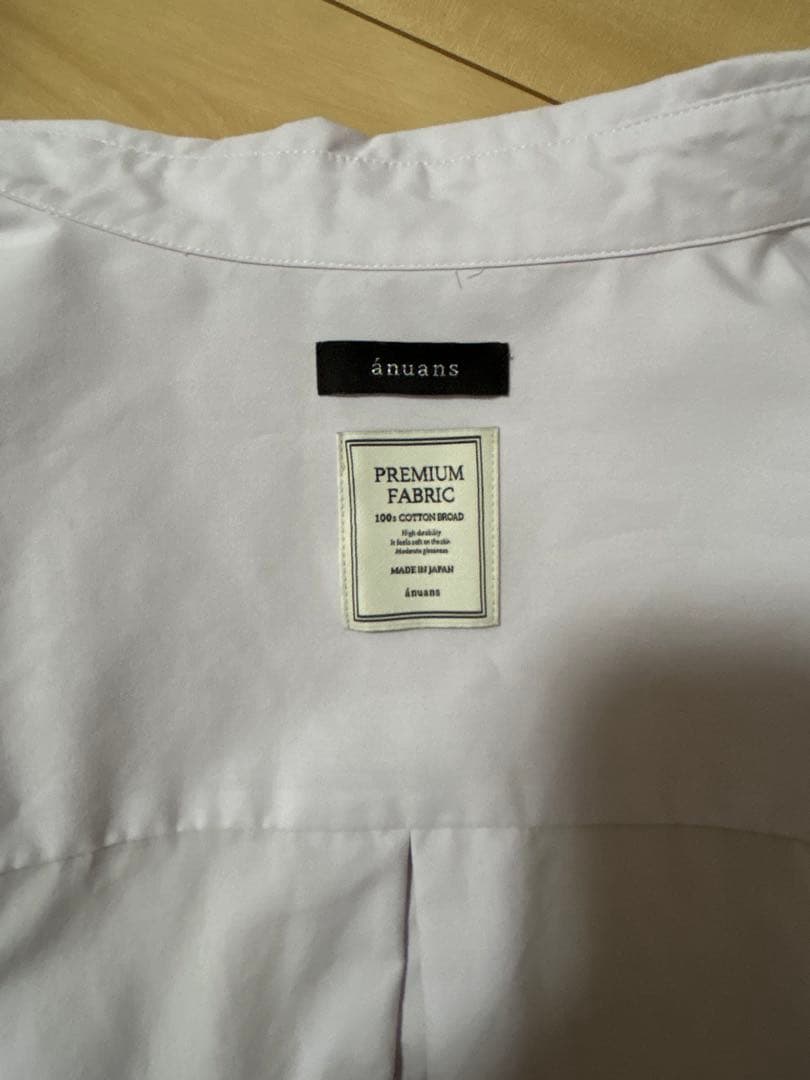 ánuans
PREMIUM
FABRIC
100s COTTON BROAD
High durability
It feels soft on the skin
Moderate glossiness
MADE IN JAPAN
ánuans